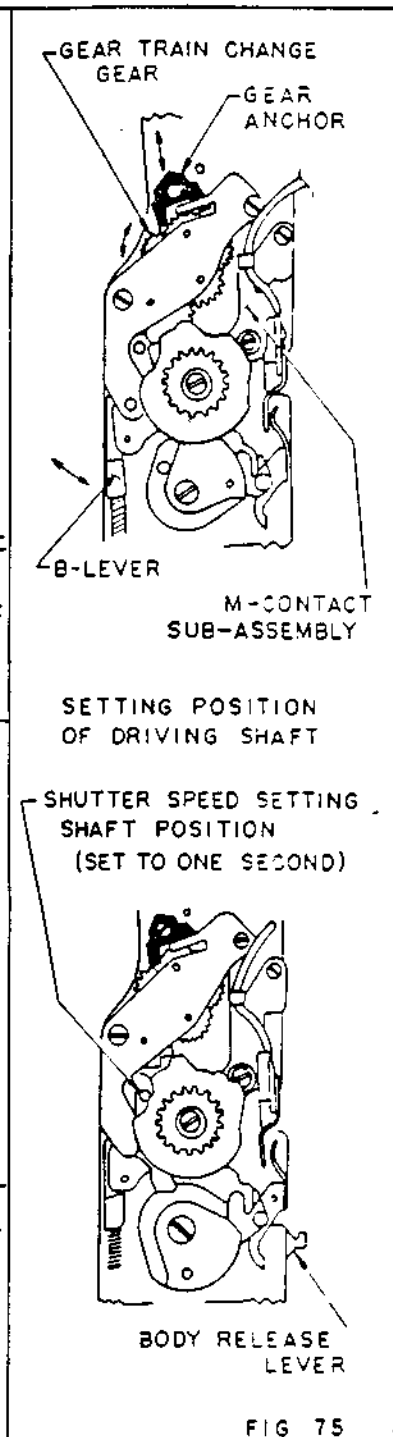 GEAR TRAIN CHANGE
GEAR
GEAR
ANCHOR
B-LEVER
M-CONTACT
SUB-ASSEMBLY
SETTING POSITION
OF DRIVING SHAFT
SHUTTER SPEED SETTING
SHAFT POSITION
(SET TO ONE SECOND)
BODY RELEASE
LEVER
FIG 75